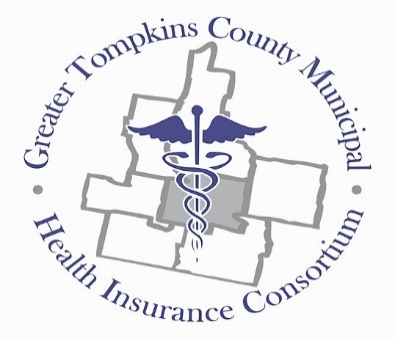 Greater Tompkins County Municipal
Health Insurance Consortium